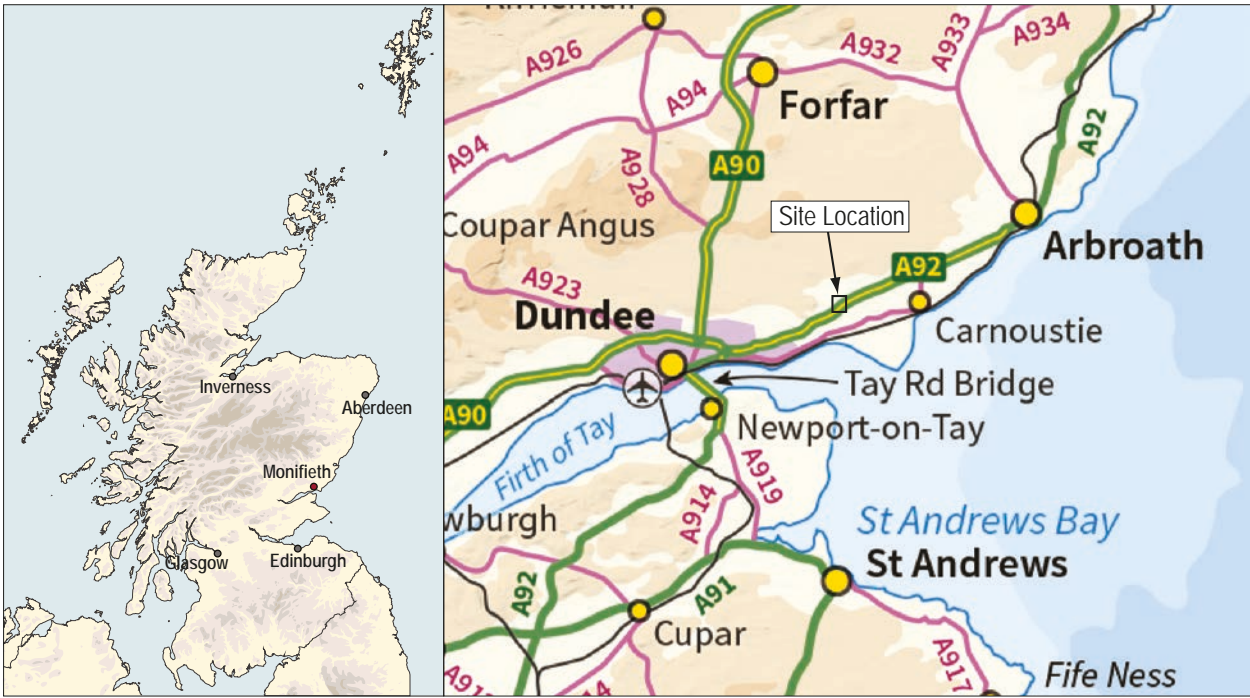 Inverness
Aberdeen
Monifieth
Glasgow
Edinburgh
A926
A94
A932
A933
A934
Forfar
A92
A94
A928
A90
Coupar Angus
Site Location
Arbroath
A923
A92
Dundee
Carnoustie
Tay Rd Bridge
A90
Newport-on-Tay
Firth of Tay
A919
A914
wburgh
St Andrews Bay
St Andrews
A92
A91
Cupar
A917
Fife Ness